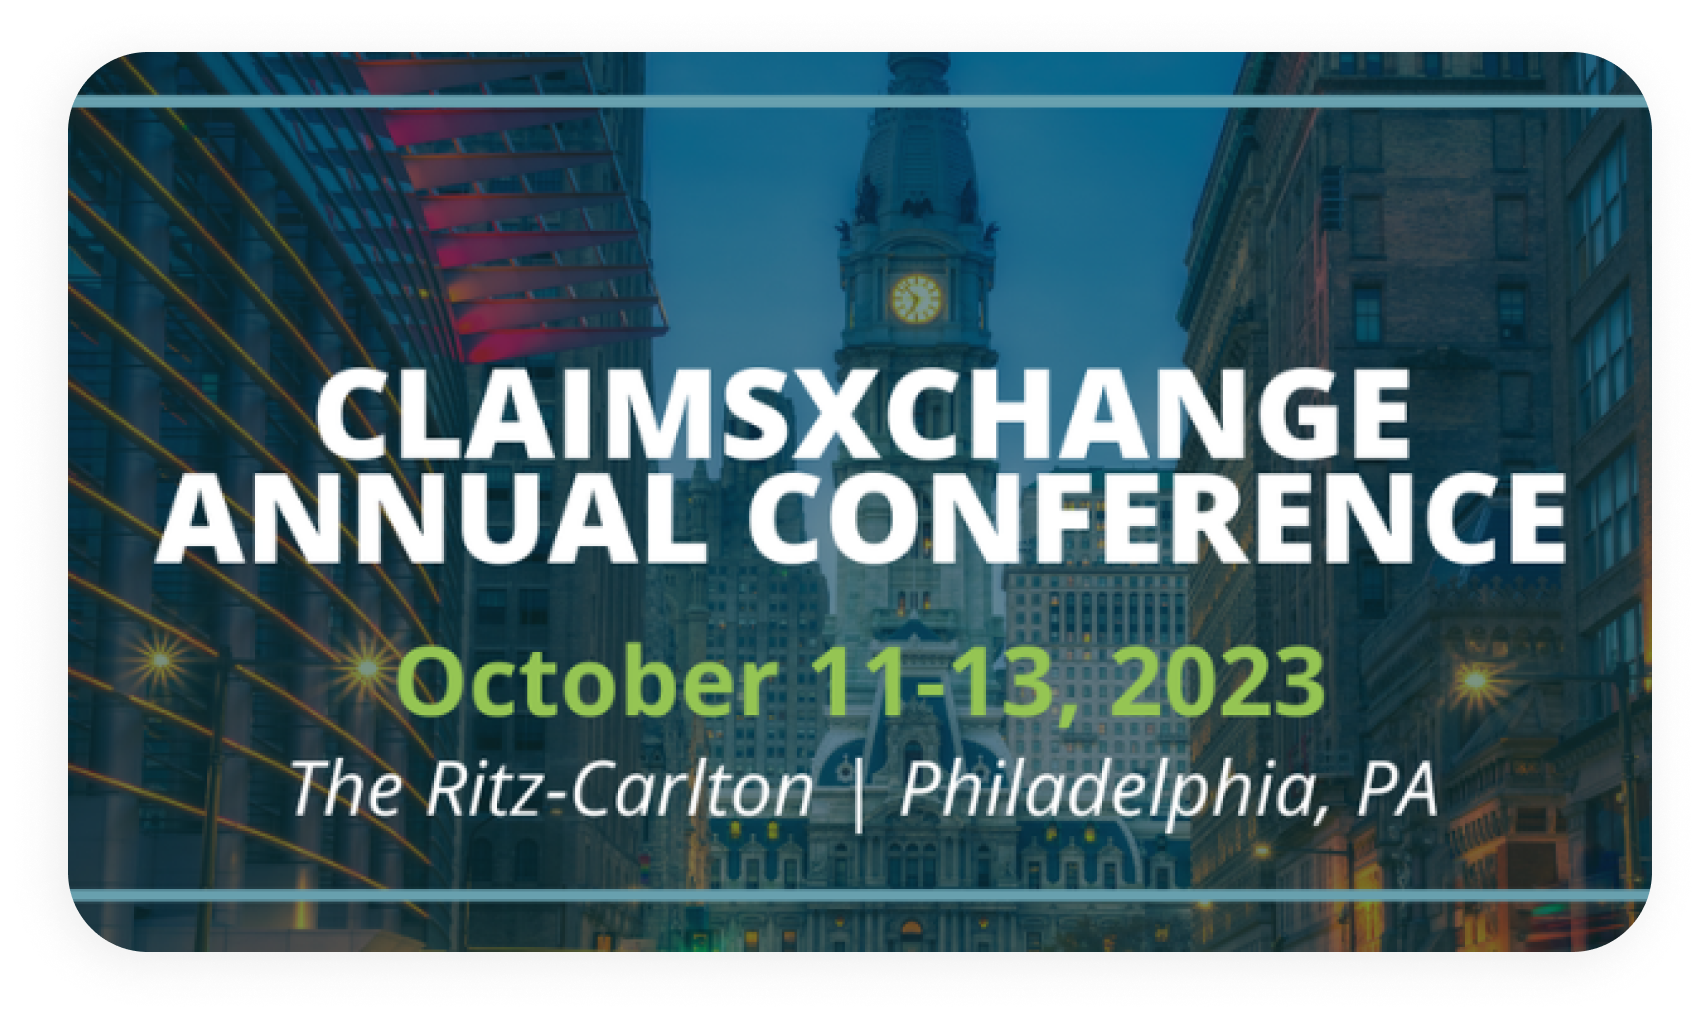 CLAIMSXCHANGE
ANNUAL CONFERENCE
October 11-13, 2023
The Ritz-Carlton | Philadelphia, PA